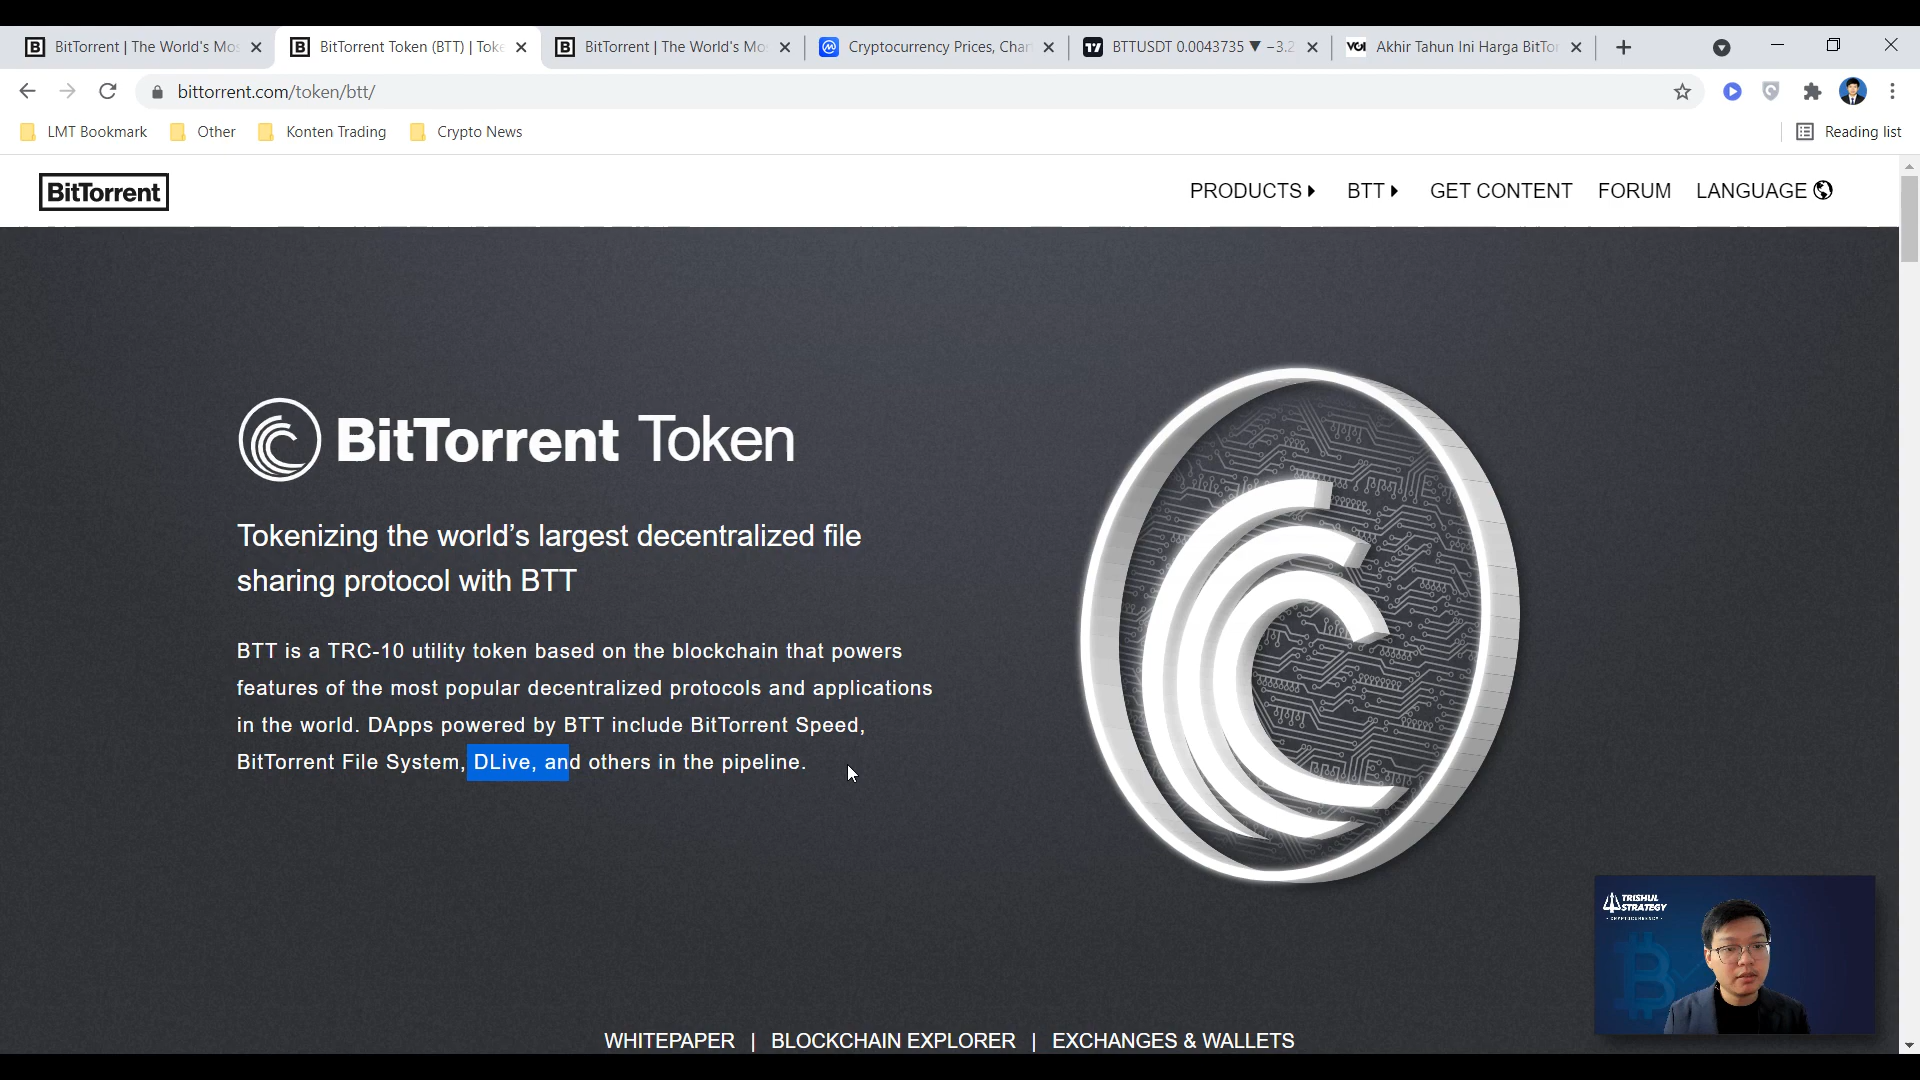 BitTorrent | The World's Mos
BitTorrent Token (BTT) | Toke
BitTorrent | The World's Mo
Cryptocurrency Prices, Char
BTTUSDT 0.0043735 ▼ −3.2
VOI
Akhir Tahun Ini Harga BitTor
bittorrent.com/token/btt/
LMT Bookmark
Other
Konten Trading
Crypto News
Reading list
BitTorrent
PRODUCTS
BTT
GET CONTENT
FORUM
LANGUAGE
BitTorrent Token
Tokenizing the world’s largest decentralized file
sharing protocol with BTT
BTT is a TRC-10 utility token based on the blockchain that powers
features of the most popular decentralized protocols and applications
in the world. DApps powered by BTT include BitTorrent Speed,
BitTorrent File System, DLive, and others in the pipeline.
TRISHUL
STRATEGY
- CRYPTOCURRENCY -
WHITEPAPER | BLOCKCHAIN EXPLORER | EXCHANGES & WALLETS